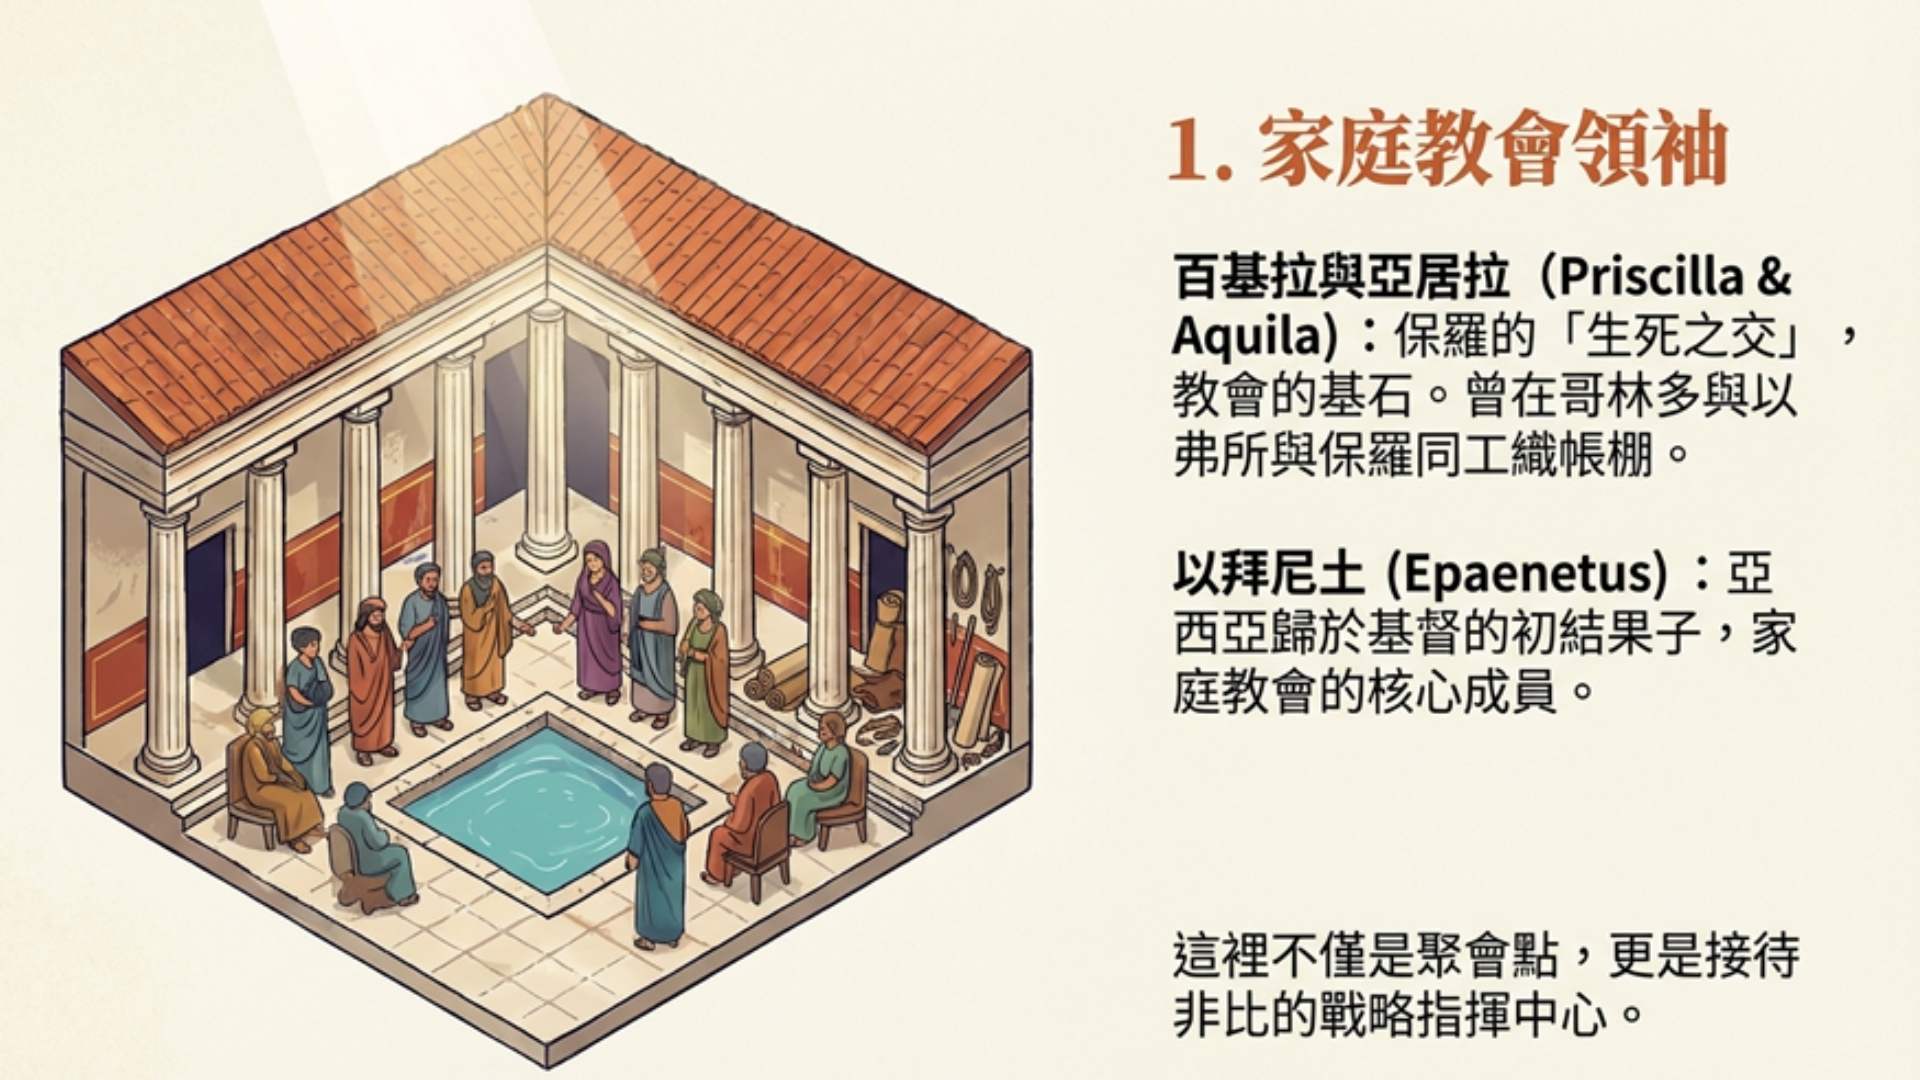 1. 家庭教會領袖
百基拉與亞居拉（Priscilla &
Aquila)：保羅的「生死之交」，
教會的基石。曾在哥林多與以
弗所與保羅同工織帳棚。
以拜尼土 (Epaenetus)：亞
西亞歸於基督的初結果子，家
庭教會的核心成員。
這裡不僅是聚會點，更是接待
非比的戰略指揮中心。